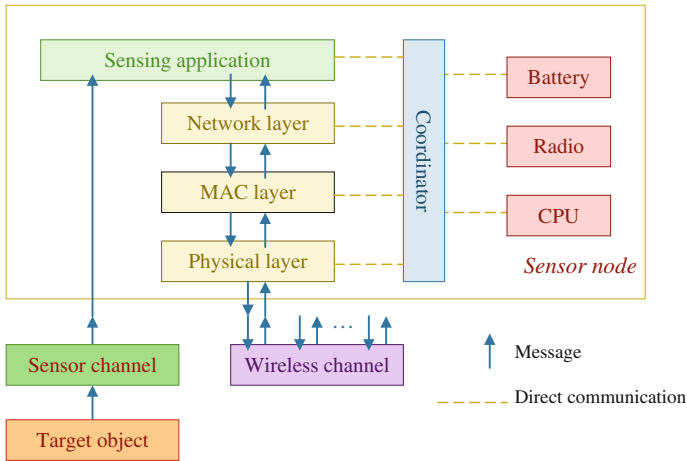 Sensing application
Battery
Network layer
Radio
Coordinator
MAC layer
CPU
Physical layer
Sensor node
...
Sensor channel
Wireless channel
Message
Direct communication
Target object